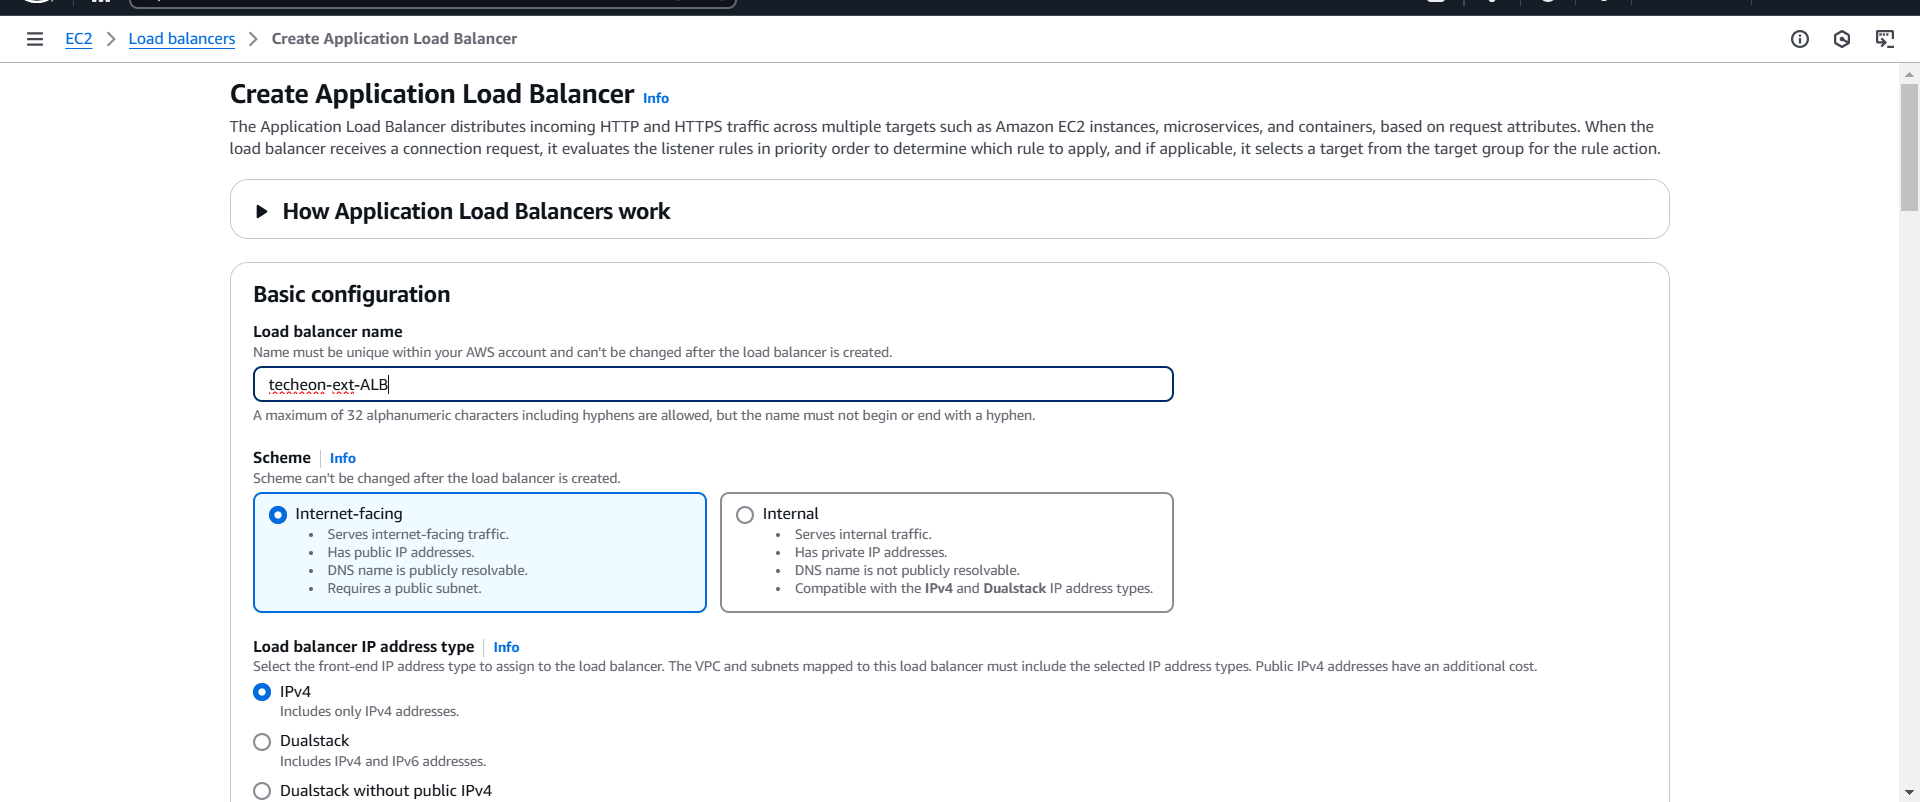 EC2 > Load balancers > Create Application Load Balancer
Create Application Load Balancer Info
The Application Load Balancer distributes incoming HTTP and HTTPS traffic across multiple targets such as Amazon EC2 instances, microservices, and containers, based on request attributes. When the
load balancer receives a connection request, it evaluates the listener rules in priority order to determine which rule to apply, and if applicable, it selects a target from the target group for the rule action.
How Application Load Balancers work
Basic configuration
Load balancer name
Name must be unique within your AWS account and can't be changed after the load balancer is created.
techeon-ext-ALB
A maximum of 32 alphanumeric characters including hyphens are allowed, but the name must not begin or end with a hyphen.
Scheme Info
Scheme can't be changed after the load balancer is created.
Internet-facing
• Serves internet-facing traffic.
• Has public IP addresses.
• DNS name is publicly resolvable.
• Requires a public subnet.
Internal
• Serves internal traffic.
• Has private IP addresses.
• DNS name is not publicly resolvable.
• Compatible with the IPv4 and Dualstack IP address types.
Load balancer IP address type Info
Select the front-end IP address type to assign to the load balancer. The VPC and subnets mapped to this load balancer must include the selected IP address types. Public IPv4 addresses have an additional cost.
IPv4
Includes only IPv4 addresses.
Dualstack
Includes IPv4 and IPv6 addresses.
Dualstack without public IPv4